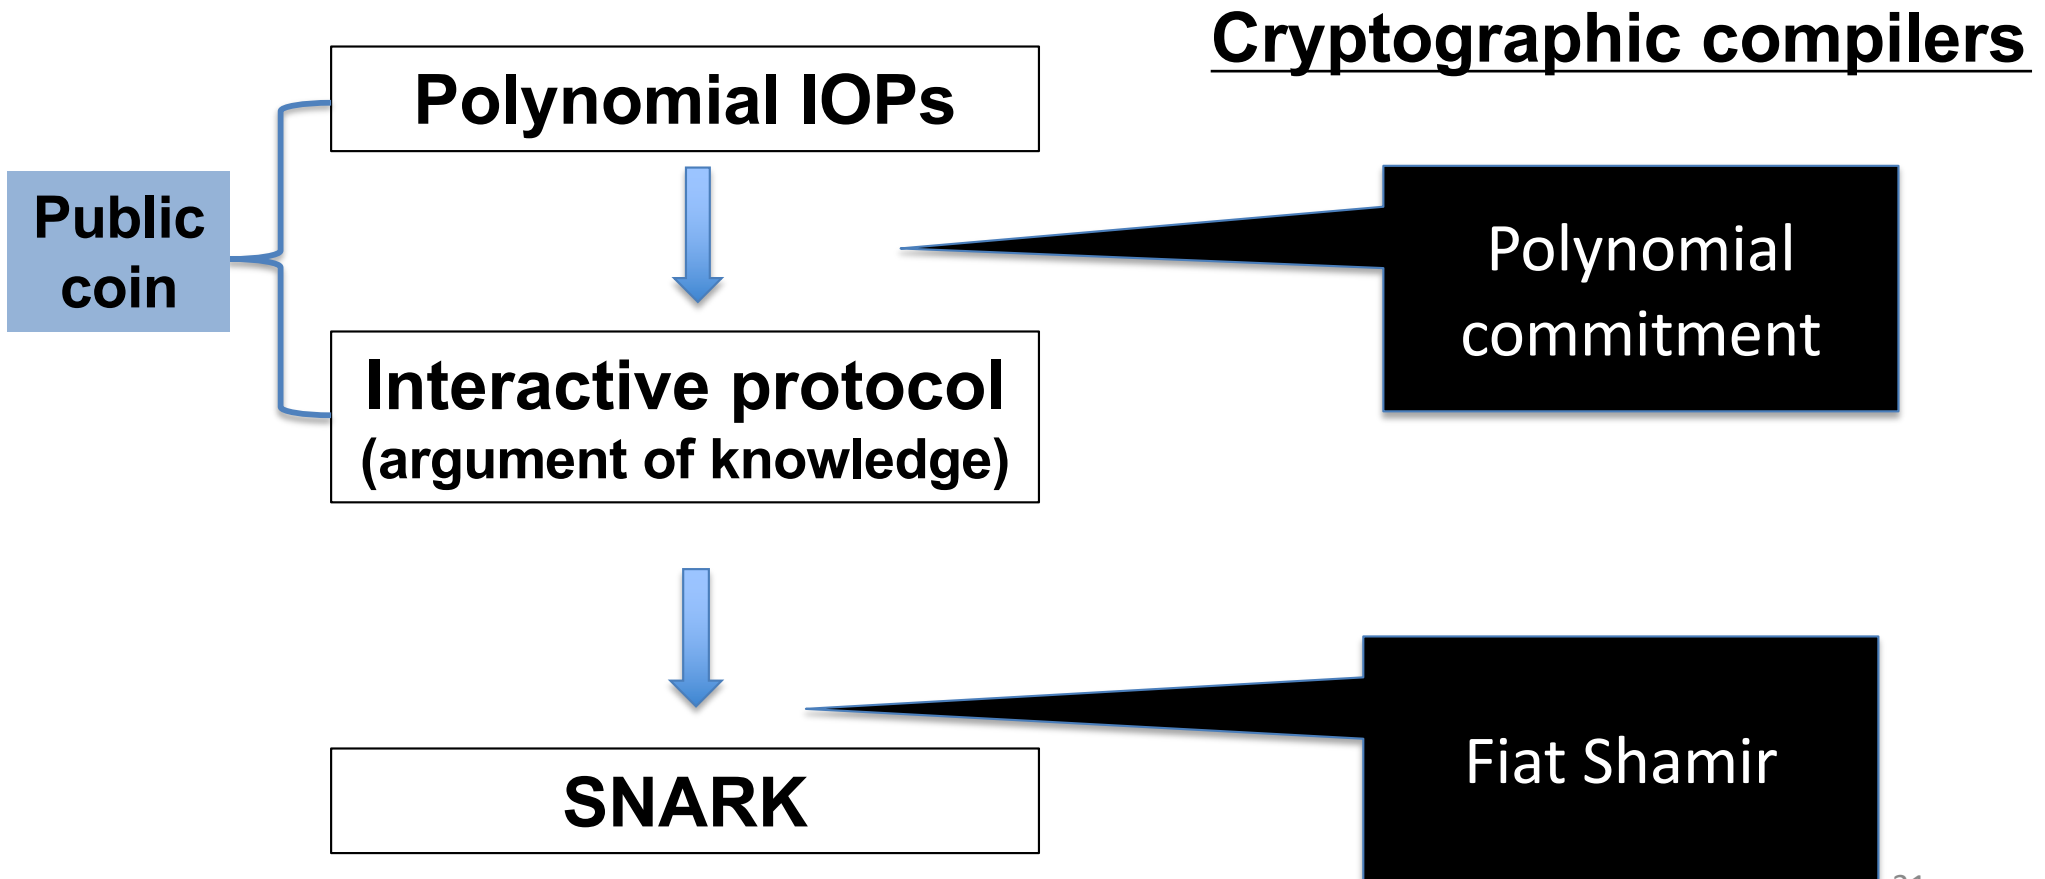 Cryptographic compilers
Polynomial IOPs
Public
coin
Polynomial
commitment
Interactive protocol
(argument of knowledge)
Fiat Shamir
SNARK